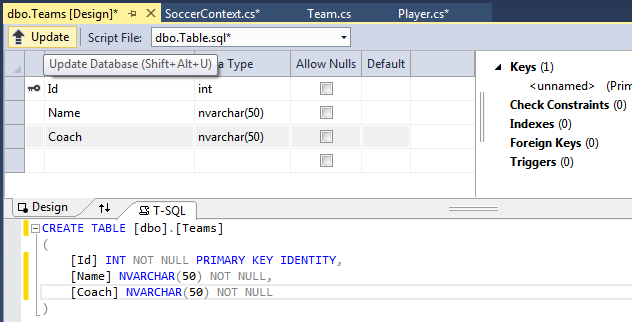 dbo.Teams [Design]* SoccerContext.cs* Team.cs Player.cs*
Update Script File: dbo.Table.sql*
Update Database (Shift+Alt+U)
a Type Allow Nulls Default
Id int
Name nvarchar(50)
Coach nvarchar(50)
Keys (1)
<unnamed> (Prim
Check Constraints (0)
Indexes (0)
Foreign Keys (0)
Triggers (0)
Design T-SQL
CREATE TABLE [dbo].[Teams]
(
[Id] INT NOT NULL PRIMARY KEY IDENTITY,
[Name] NVARCHAR(50) NOT NULL,
[Coach] NVARCHAR(50) NOT NULL
)